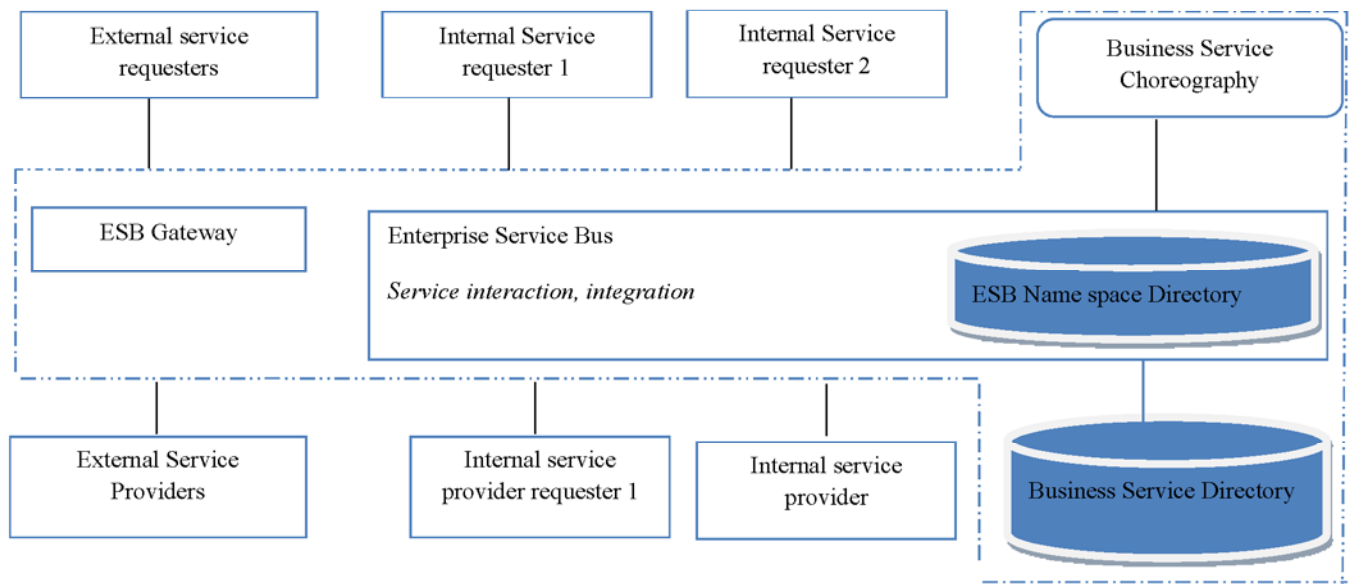 External service
requesters
Internal Service
requester 1
Internal Service
requester 2
Business Service
Choreography
ESB Gateway
Enterprise Service Bus
Service interaction, integration
ESB Name space Directory
External Service
Providers
Internal service
provider requester 1
Internal service
provider
Business Service Directory